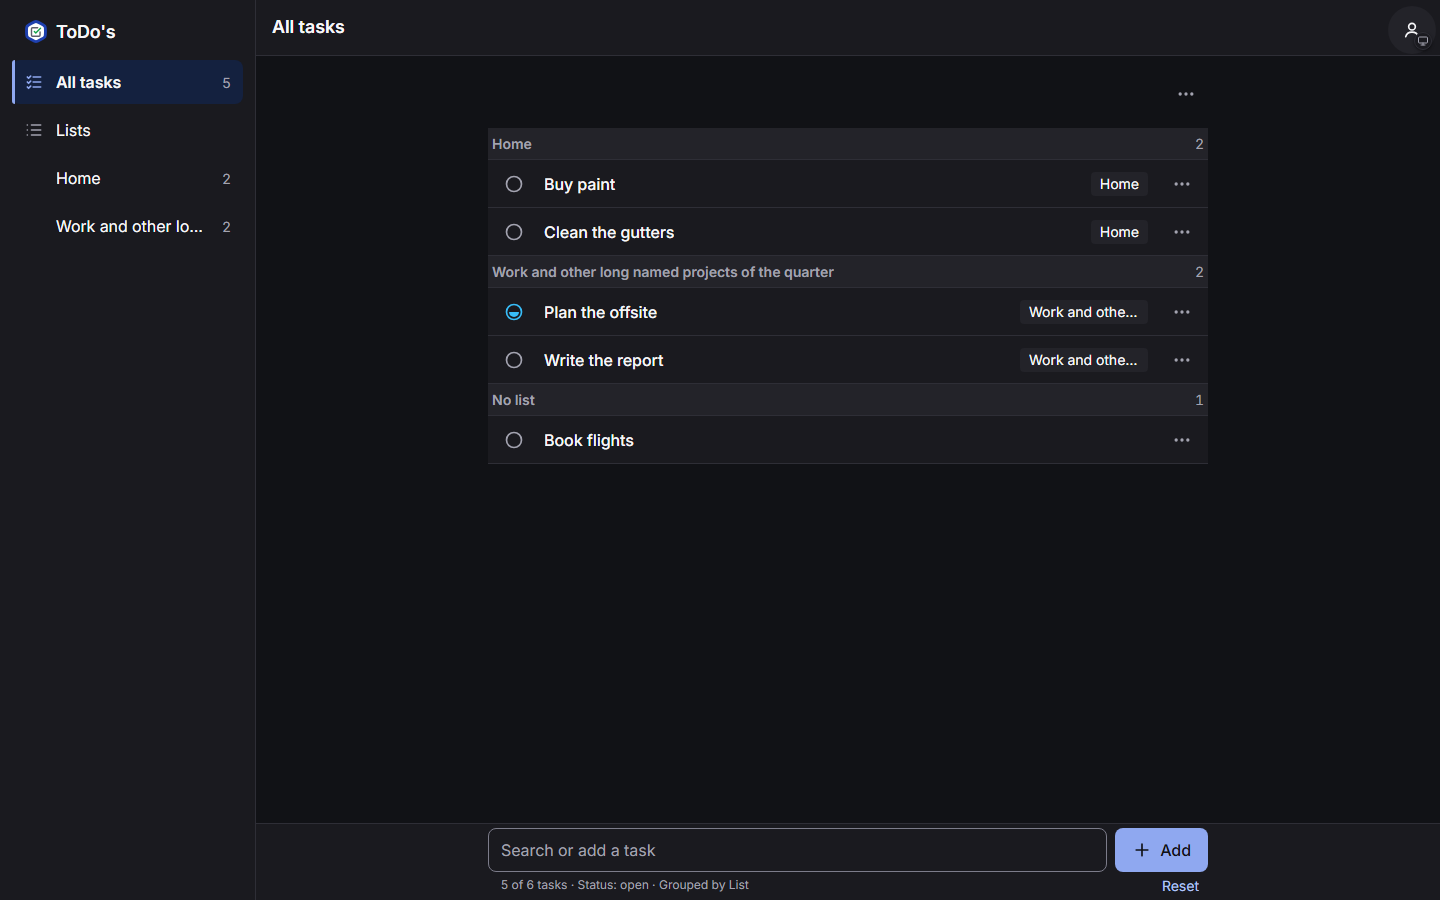 ToDo's
All tasks
All tasks 5
Lists
Home 2
Work and other lo... 2
Home 2
Buy paint Home
Clean the gutters Home
Work and other long named projects of the quarter 2
Plan the offsite Work and othe...
Write the report Work and othe...
No list 1
Book flights
Search or add a task
Add
5 of 6 tasks · Status: open · Grouped by List
Reset